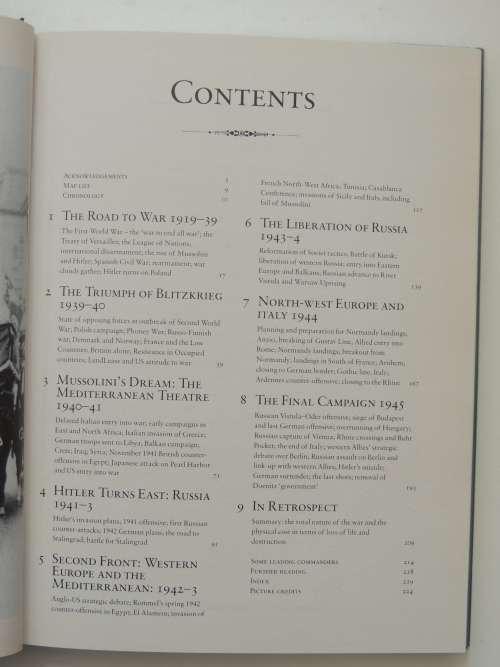 CONTENTS
ACKNOWLEDGEMENTS
MAP LIST 9
CHRONOLOGY
1 THE ROAD TO WAR 1919–39
The First World War – the 'war to end all war'; the
Treaty of Versailles; the League of Nations;
international disarmament; the rise of Mussolini
and Hitler; Spanish Civil War; rearmament; war
clouds gather; Hitler turns on Poland 17
2 THE TRIUMPH OF BLITZKRIEG
1939–40
State of opposing forces at outbreak of Second World
War; Polish campaign; Phoney War; Russo-Finnish
war; Denmark and Norway; France and the Low
Countries; Britain alone; Resistance in Occupied
countries; LendLease and US attitude to war 39
3 MUSSOLINI'S DREAM: THE
MEDITERRANEAN THEATRE
1940–41
Delayed Italian entry into war; early campaigns in
East and North Africa; Italian invasion of Greece;
German troops sent to Libya; Balkan campaign;
Crete; Iraq; Syria; November 1941 British counter-
offensive in Egypt; Japanese attack on Pearl Harbor
and US entry into war 71
4 HITLER TURNS EAST: RUSSIA
1941–3
Hitler's invasion plans; 1941 offensive; first Russian
counter-attacks; 1942 German plans; the road to
Stalingrad; battle for Stalingrad 91
5 SECOND FRONT: WESTERN
EUROPE AND THE
MEDITERRANEAN: 1942–3
Anglo-US strategic debate; Rommel's spring 1942
counter-offensive in Egypt; El Alamein; invasion of
French North-West Africa; Tunisia; Casablanca
Conference; invasions of Sicily and Italy, including
fall of Mussolini 117
6 THE LIBERATION OF RUSSIA
1943–4
Reformation of Soviet tactics; Battle of Kursk;
liberation of western Russia; entry into Eastern
Europe and Balkans; Russian advance to River
Vistula and Warsaw Uprising 139
7 NORTH-WEST EUROPE AND
ITALY 1944
Planning and preparation for Normandy landings;
Anzio, breaking of Gustav Line, Allied entry into
Rome; Normandy landings; breakout from
Normandy; landings in South of France; Arnhem;
closing to German border; Gothic line, Italy;
Ardennes counter-offensive; closing to the Rhine 167
8 THE FINAL CAMPAIGN 1945
Russian Vistula–Oder offensive; siege of Budapest
and last German offensive; overrunning of Hungary;
Russian capture of Vienna; Rhine crossings and Ruhr
Pocket; the end of Italy; western Allies' strategic
debate over Berlin; Russian assault on Berlin and
link-up with western Allies; Hitler's suicide;
German surrender; the last shots; removal of
Doenitz 'government' 193
9 IN RETROSPECT
Summary: the total nature of the war and the
physical cost in terms of loss of life and
destruction 209
SOME LEADING COMMANDERS 214
FURTHER READING 218
INDEX 219
PICTURE CREDITS 224